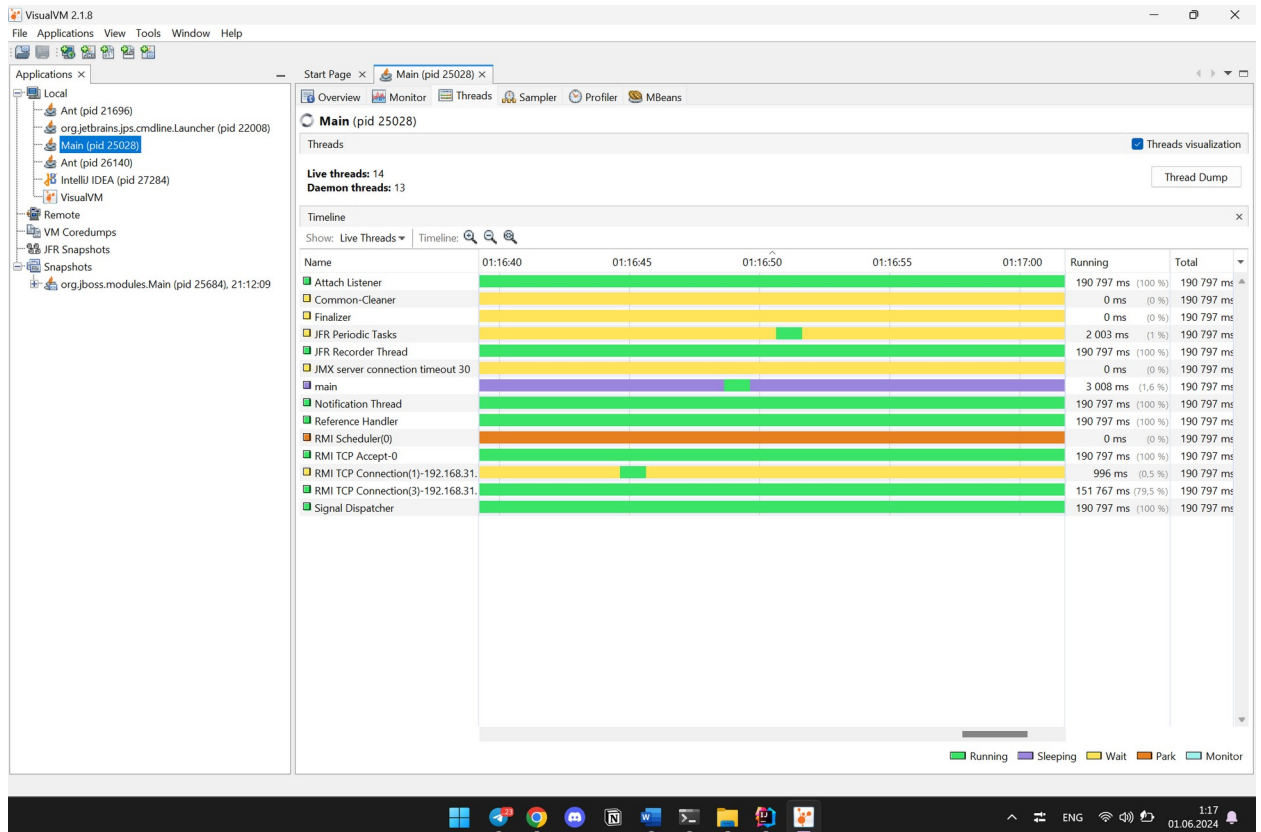 VisualVM 2.1.8
File Applications View Tools Window Help
Applications
Local
Ant (pid 21696)
org.jetbrains.jps.cmdline.Launcher (pid 22008)
Main (pid 25028)
Ant (pid 26140)
IntelliJ IDEA (pid 27284)
VisualVM
Remote
VM Coredumps
JFR Snapshots
Snapshots
org.jboss.modules.Main (pid 25684), 21:12:09
Start Page Main (pid 25028)
Overview Monitor Threads Sampler Profiler MBeans
Main (pid 25028)
Threads Threads visualization
Live threads: 14
Daemon threads: 13
Thread Dump
Timeline
Show: Live Threads Timeline:
Name 01:16:40 01:16:45 01:16:50 01:16:55 01:17:00 Running Total
Attach Listener 190 797 ms (100 %) 190 797 ms
Common-Cleaner 0 ms (0 %) 190 797 ms
Finalizer 0 ms (0 %) 190 797 ms
JFR Periodic Tasks 2 003 ms (1 %) 190 797 ms
JFR Recorder Thread 190 797 ms (100 %) 190 797 ms
JMX server connection timeout 30 0 ms (0 %) 190 797 ms
main 3 008 ms (1,6 %) 190 797 ms
Notification Thread 190 797 ms (100 %) 190 797 ms
Reference Handler 190 797 ms (100 %) 190 797 ms
RMI Scheduler(0) 0 ms (0 %) 190 797 ms
RMI TCP Accept-0 190 797 ms (100 %) 190 797 ms
RMI TCP Connection(1)-192.168.31. 996 ms (0,5 %) 190 797 ms
RMI TCP Connection(3)-192.168.31. 151 767 ms (79,5 %) 190 797 ms
Signal Dispatcher 190 797 ms (100 %) 190 797 ms
Running Sleeping Wait Park Monitor
23
ENG 1:17
01.06.2024